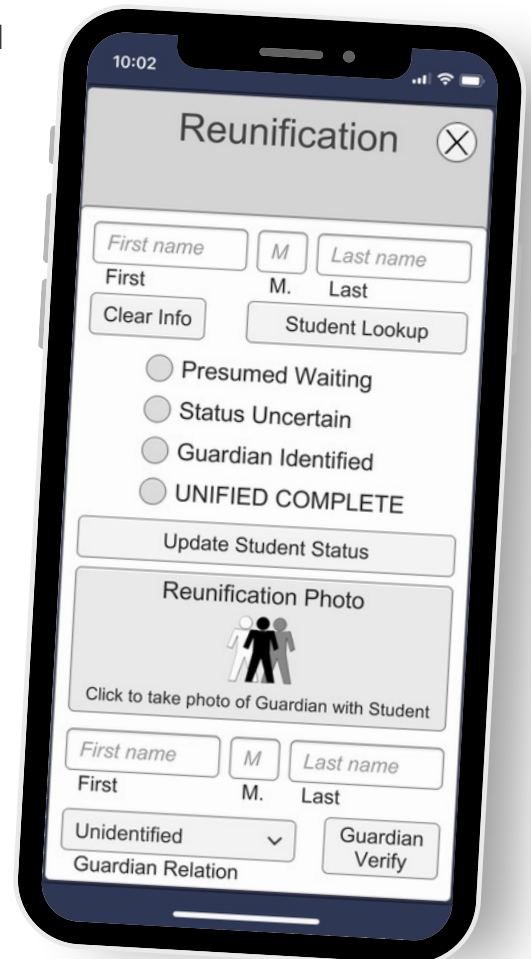 10:02
Reunification
First name M Last name
First M. Last
Clear Info Student Lookup
Presumed Waiting
Status Uncertain
Guardian Identified
UNIFIED COMPLETE
Update Student Status
Reunification Photo
Click to take photo of Guardian with Student
First name M Last name
First M. Last
Unidentified
Guardian Relation
Guardian
Verify